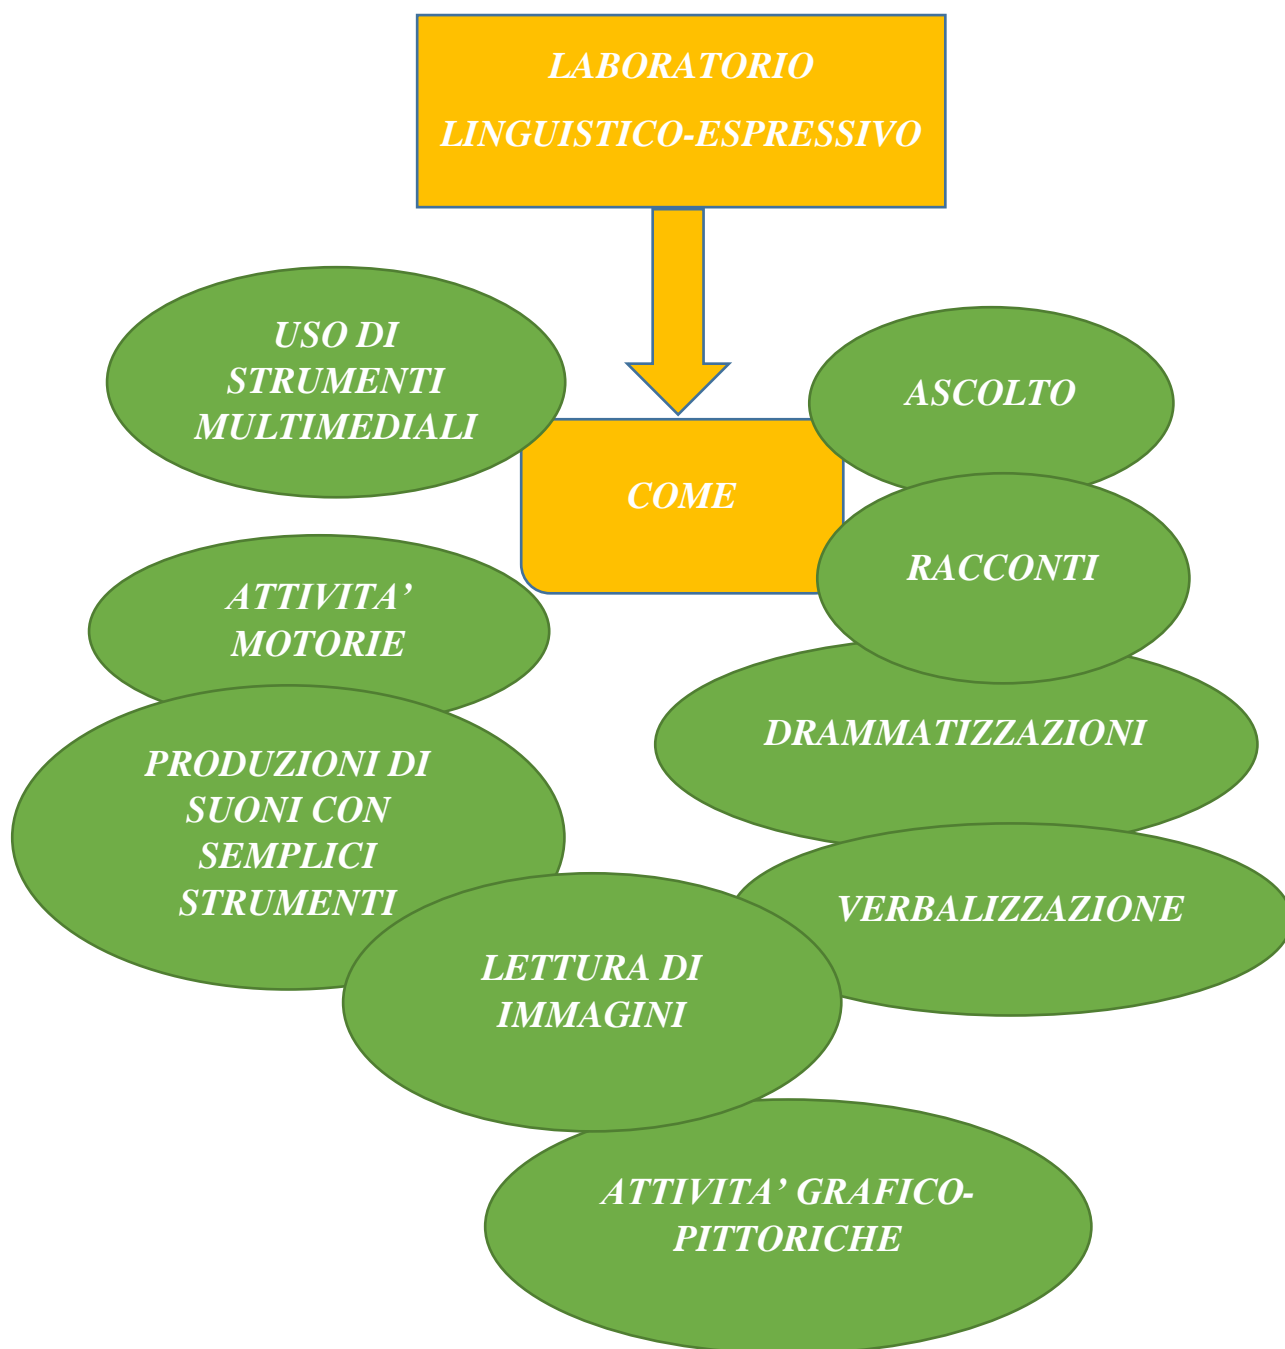 LABORATORIO
LINGUISTICO-ESPRESSIVO
USO DI
STRUMENTI
MULTIMEDIALI
ASCOLTO
COME
RACCONTI
ATTIVITA’
MOTORIE
DRAMMATIZZAZIONI
PRODUZIONI DI
SUONI CON
SEMPLICI
STRUMENTI
VERBALIZZAZIONE
LETTURA DI
IMMAGINI
ATTIVITA’ GRAFICO-
PITTORICHE